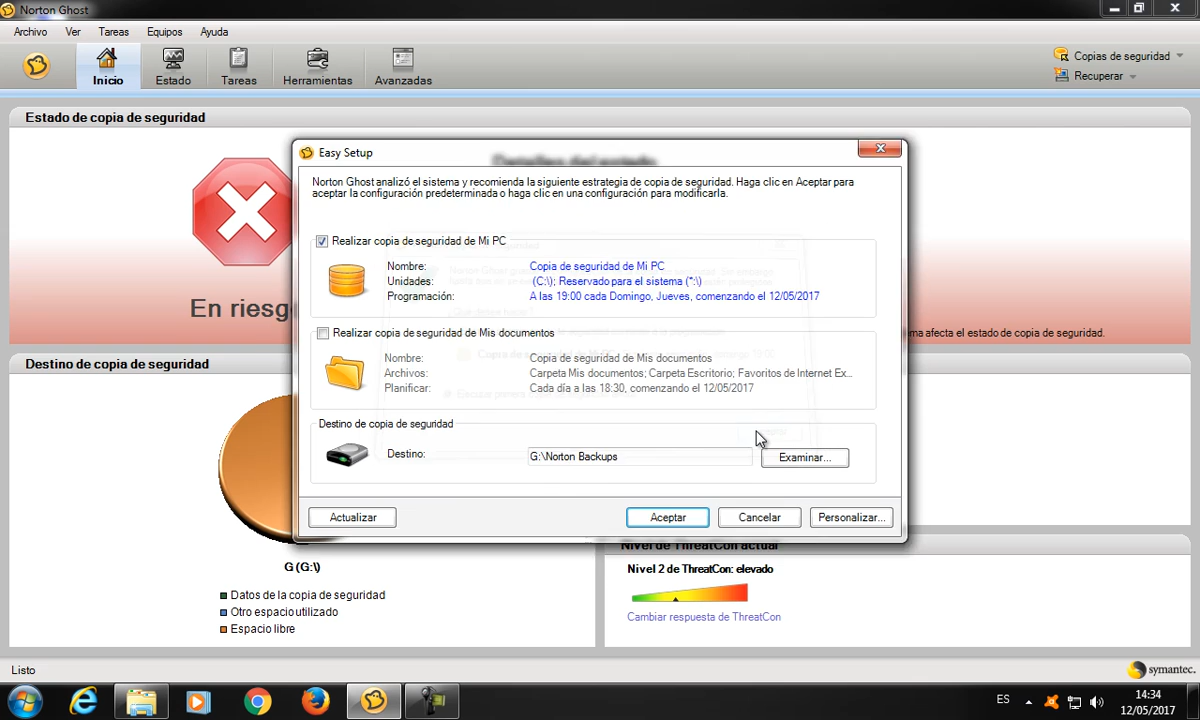 Norton Ghost
Archivo Ver Tareas Equipos Ayuda
Inicio Estado Tareas Herramientas Avanzadas
Copias de seguridad
Recuperar
Estado de copia de seguridad
En riesg
ma afecta el estado de copia de seguridad.
Easy Setup
Norton Ghost analizó el sistema y recomienda la siguiente estrategia de copia de seguridad. Haga clic en Aceptar para
aceptar la configuración predeterminada o haga clic en una configuración para modificarla.
Realizar copia de seguridad de Mi PC
Nombre: Copia de seguridad de Mi PC
Unidades: (C:\); Reservado para el sistema (*:\)
Programación: A las 19:00 cada Domingo, Jueves, comenzando el 12/05/2017
Realizar copia de seguridad de Mis documentos
Nombre: Copia de seguridad de Mis documentos
Archivos: Carpeta Mis documentos; Carpeta Escritorio; Favoritos de Internet Ex...
Planificar: Cada día a las 18:30, comenzando el 12/05/2017
Destino de copia de seguridad
Destino: G:\Norton Backups Examinar...
Actualizar Aceptar Cancelar Personalizar...
Destino de copia de seguridad
G (G:\)
Datos de la copia de seguridad
Otro espacio utilizado
Espacio libre
Nivel de ThreatCon actual
Nivel 2 de ThreatCon: elevado
Cambiar respuesta de ThreatCon
Listo
symantec.
ES
14:34
12/05/2017